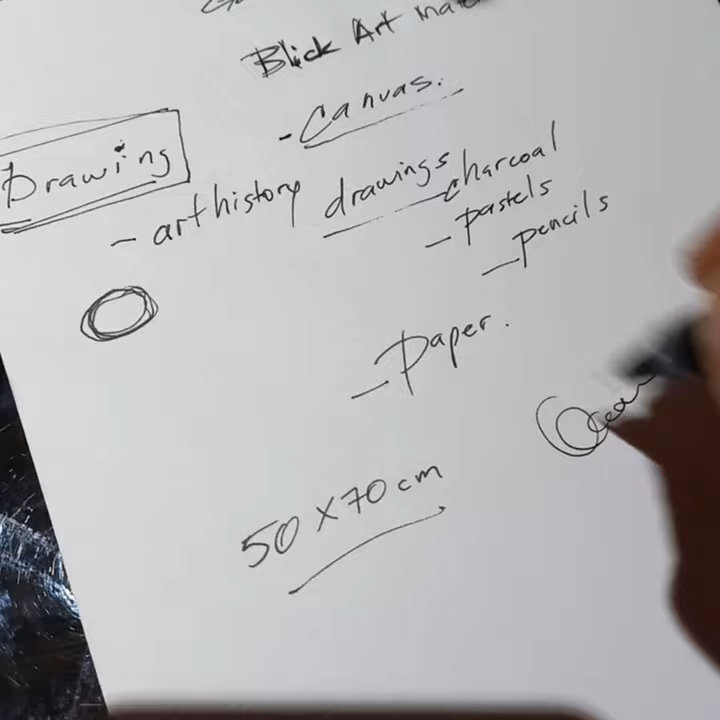 Blick Art
- Canvas.
Drawing
- art history drawings
- charcoal
- pastels
- pencils
- Paper.
50 x 70 cm